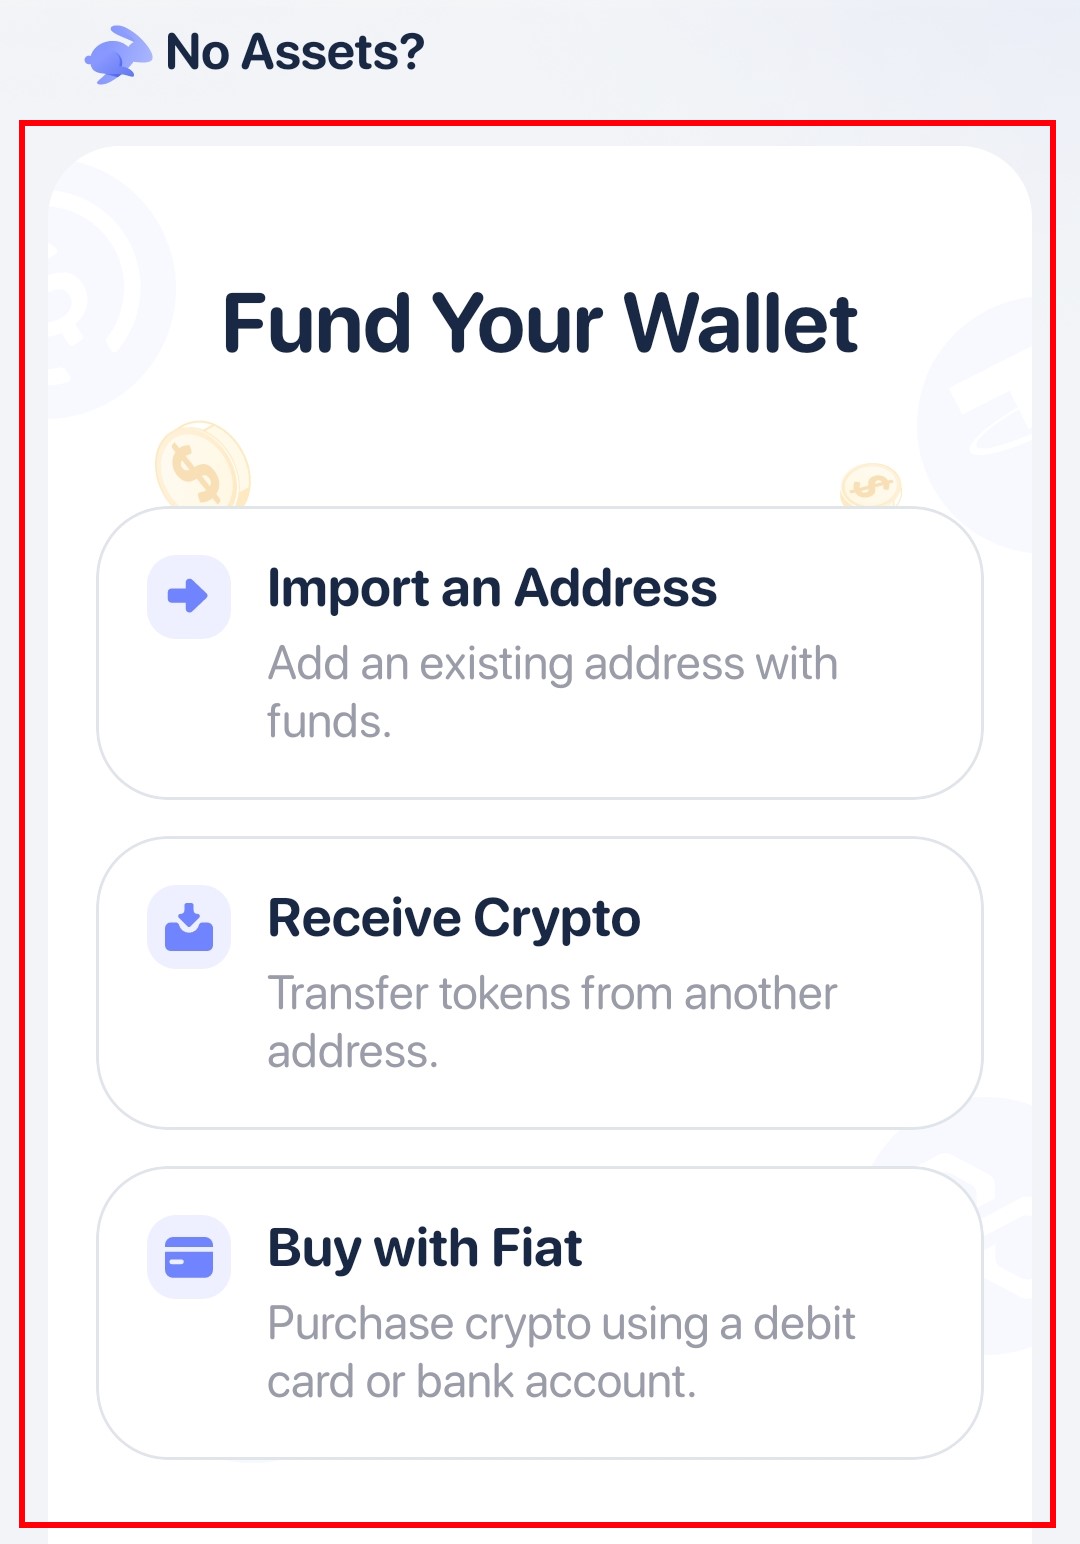 No Assets?
Fund Your Wallet
Import an Address
Add an existing address with
funds.
Receive Crypto
Transfer tokens from another
address.
Buy with Fiat
Purchase crypto using a debit
card or bank account.